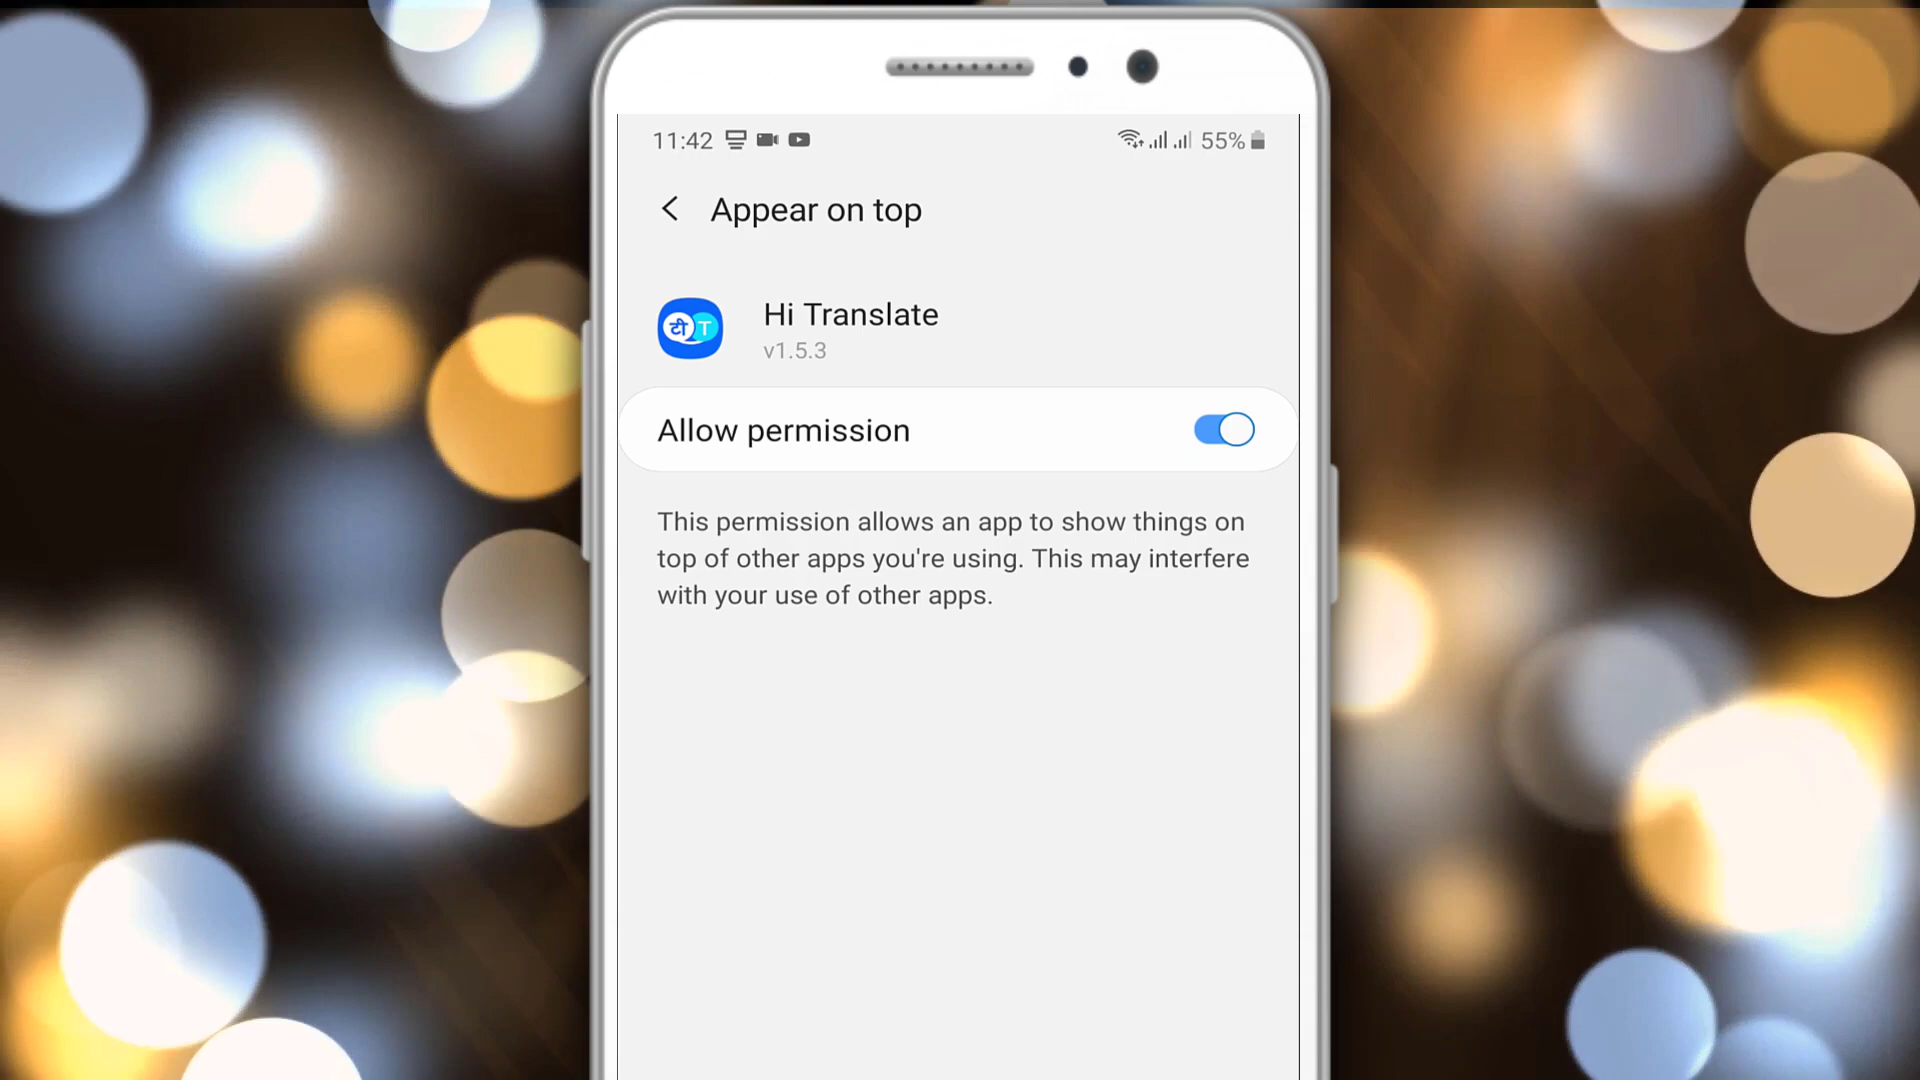 11:42
55%
Appear on top
टी T
Hi Translate
v1.5.3
Allow permission
This permission allows an app to show things on
top of other apps you're using. This may interfere
with your use of other apps.